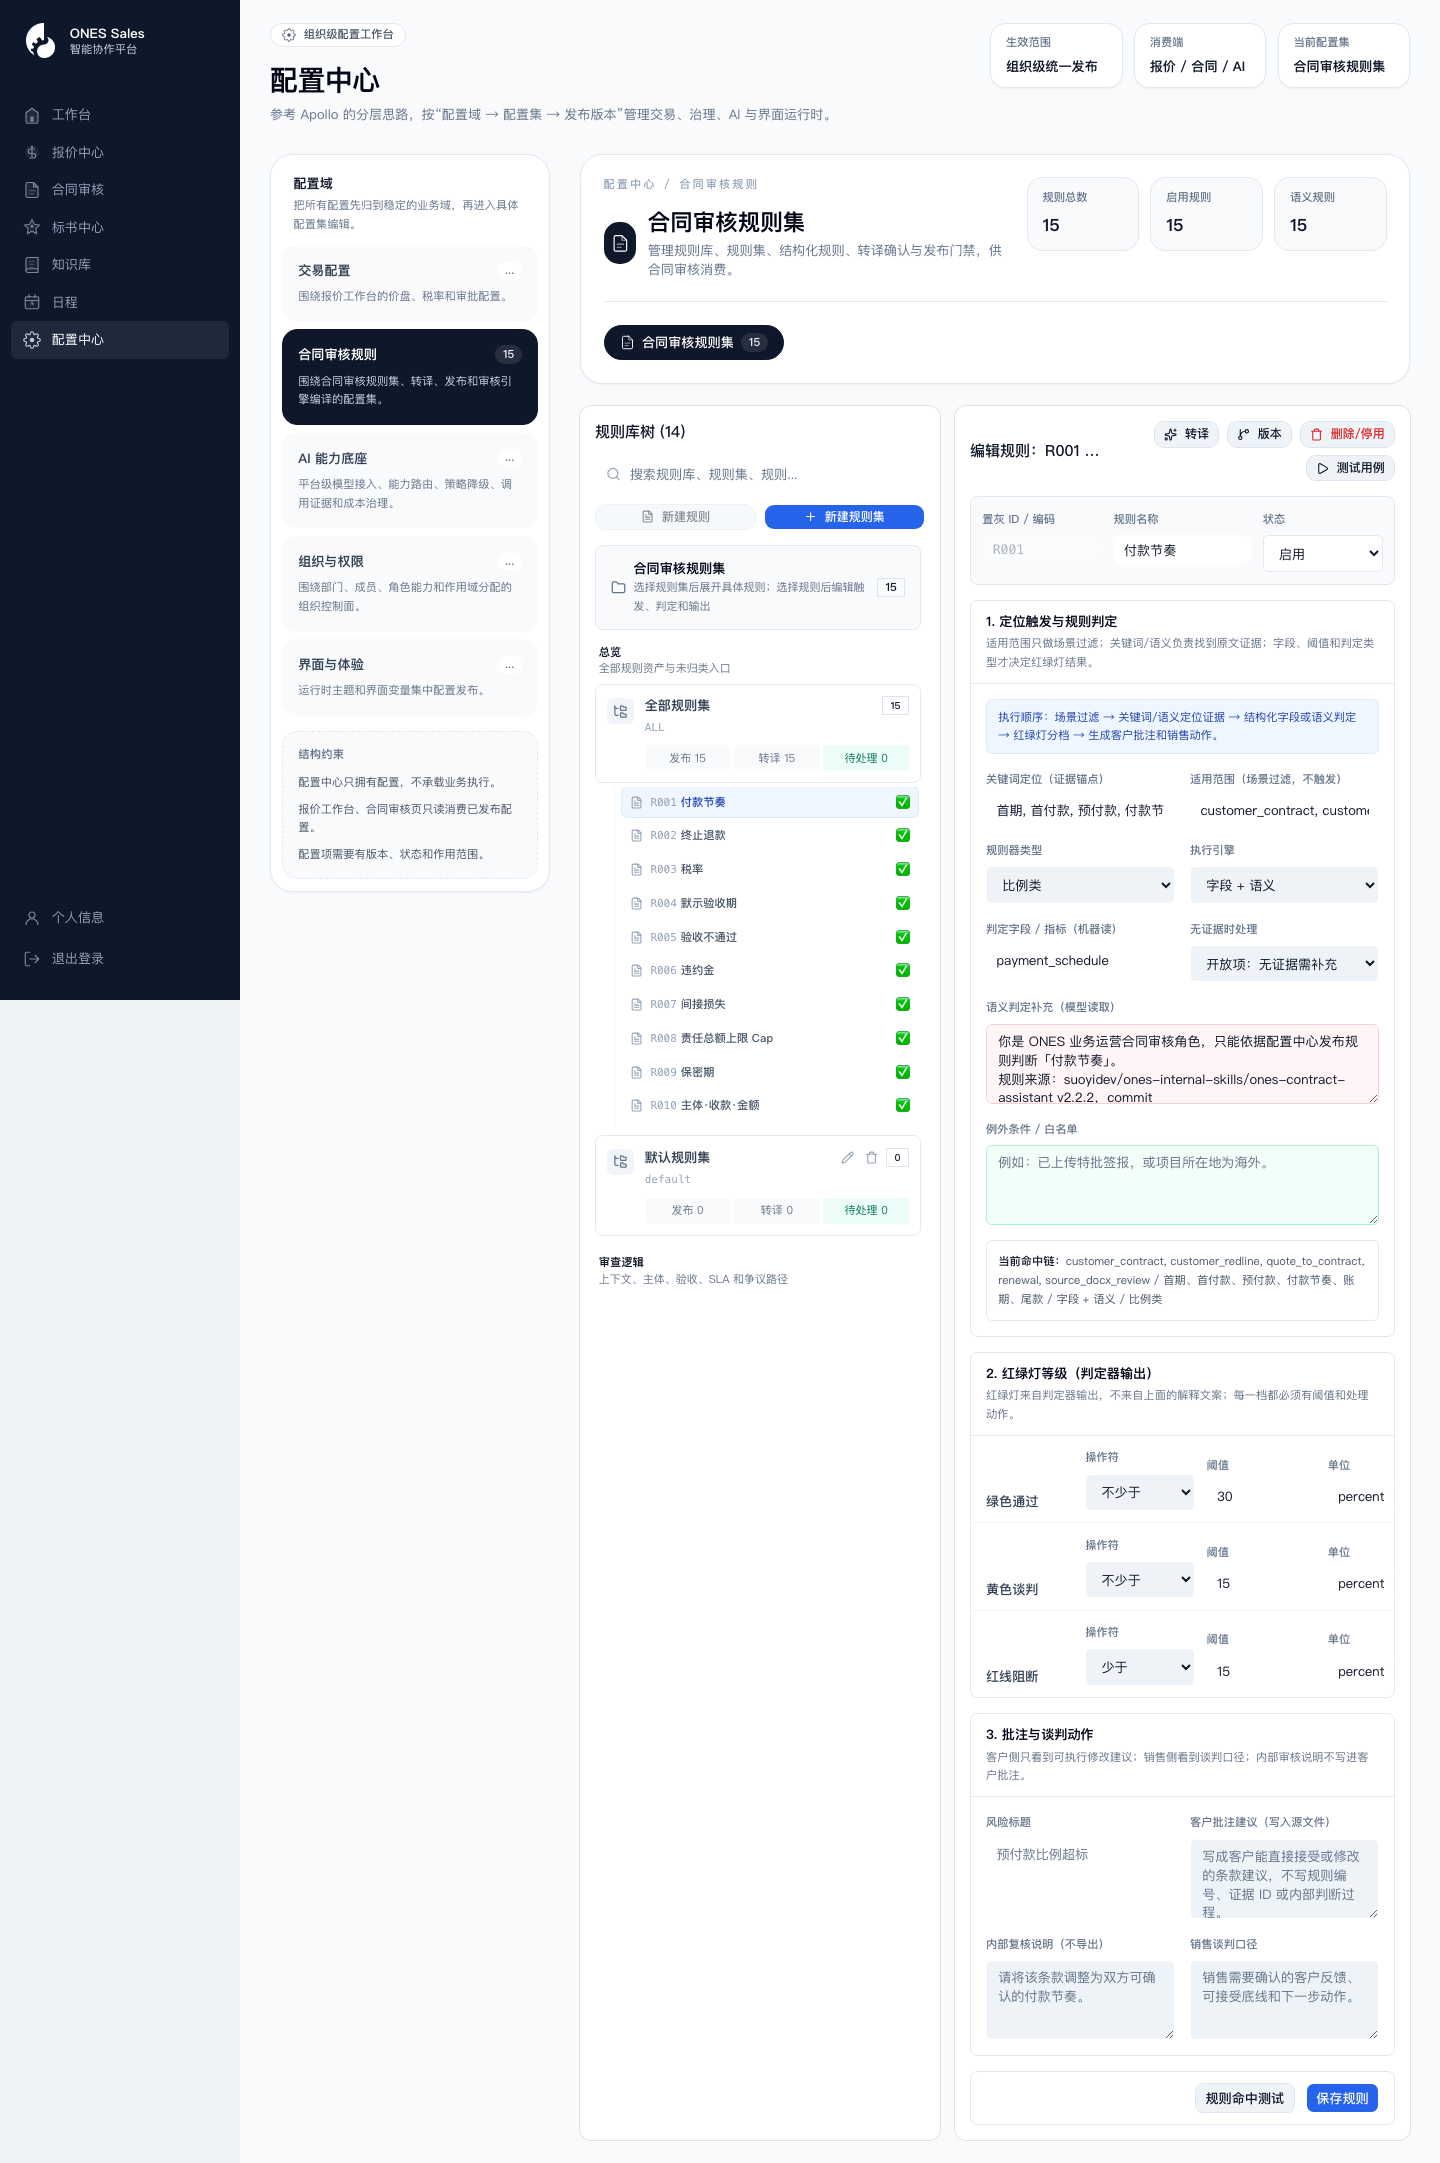 ONES Sales
智能协作平台
工作台
报价中心
合同审核
标书中心
知识库
日程
配置中心
个人信息
退出登录
组织级配置工作台
配置中心
参考 Apollo 的分层思路，按“配置域 → 配置集 → 发布版本”管理交易、治理、AI 与界面运行时。
生效范围
组织级统一发布
消费端
报价 / 合同 / AI
当前配置集
合同审核规则集
配置域
把所有配置先归到稳定的业务域，再进入具体
配置集编辑。
交易配置
...
围绕报价工作台的价盘、税率和审批配置。
合同审核规则
15
围绕合同审核规则集、转译、发布和审核引
擎编译的配置集。
AI 能力底座
...
平台级模型接入、能力路由、策略降级、调
用证据和成本治理。
组织与权限
...
围绕部门、成员、角色能力和作用域分配的
组织控制面。
界面与体验
...
运行时主题和界面变量集中配置发布。
结构约束
配置中心只拥有配置，不承载业务执行。
报价工作台、合同审核页只读消费已发布配
置。
配置项需要有版本、状态和作用范围。
配置中心 / 合同审核规则
合同审核规则集
管理规则库、规则集、结构化规则、转译确认与发布门禁，供
合同审核消费。
规则总数
15
启用规则
15
语义规则
15
合同审核规则集 15
规则库树 (14)
搜索规则库、规则集、规则...
新建规则
新建规则集
合同审核规则集
选择规则集后展开具体规则；选择规则后编辑触
发、判定和输出
15
总览
全部规则资产与未归类入口
全部规则集
15
ALL
发布 15
转译 15
待处理 0
R001 付款节奏
R002 终止退款
R003 税率
R004 默示验收期
R005 验收不通过
R006 违约金
R007 间接损失
R008 责任总额上限 Cap
R009 保密期
R010 主体·收款·金额
默认规则集
0
default
发布 0
转译 0
待处理 0
审查逻辑
上下文、主体、验收、SLA 和争议路径
编辑规则：R001 ...
转译
版本
删除/停用
测试用例
置灰 ID / 编码
R001
规则名称
付款节奏
状态
启用
1. 定位触发与规则判定
适用范围只做场景过滤；关键词/语义负责找到原文证据；字段、阈值和判定类
型才决定红绿灯结果。
执行顺序：场景过滤 → 关键词/语义定位证据 → 结构化字段或语义判定
→ 红绿灯分档 → 生成客户批注和销售动作。
关键词定位（证据锚点）
首期, 首付款, 预付款, 付款节
适用范围（场景过滤，不触发）
customer_contract, custome
规则器类型
比例类
执行引擎
字段 + 语义
判定字段 / 指标（机器读）
payment_schedule
无证据时处理
开放项：无证据需补充
语义判定补充（模型读取）
你是 ONES 业务运营合同审核角色，只能依据配置中心发布规
则判断「付款节奏」。
规则来源：suoyidev/ones-internal-skills/ones-contract-
assistant v2.2.2，commit
例外条件 / 白名单
例如：已上传特批签报，或项目所在地为海外。
当前命中链：customer_contract, customer_redline, quote_to_contract,
renewal, source_docx_review / 首期、首付款、预付款、付款节奏、账
期、尾款 / 字段 + 语义 / 比例类
2. 红绿灯等级（判定器输出）
红绿灯来自判定器输出，不来自上面的解释文案；每一档都必须有阈值和处理
动作。
绿色通过
操作符
不少于
阈值
30
单位
percent
黄色谈判
操作符
不少于
阈值
15
单位
percent
红线阻断
操作符
少于
阈值
15
单位
percent
3. 批注与谈判动作
客户侧只看到可执行修改建议；销售侧看到谈判口径；内部审核说明不写进客
户批注。
风险标题
预付款比例超标
客户批注建议（写入源文件）
写成客户能直接接受或修改
的条款建议，不写规则编
号、证据 ID 或内部判断过
程。
内部复核说明（不导出）
请将该条款调整为双方可确
认的付款节奏。
销售谈判口径
销售需要确认的客户反馈、
可接受底线和下一步动作。
规则命中测试
保存规则